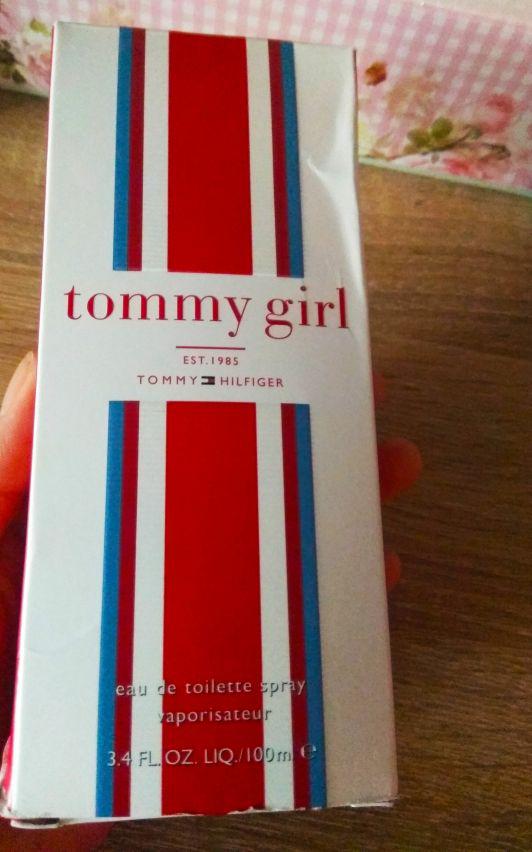 tommy girl
EST.1985
TOMMY HILFIGER
eau de toilette spray
vaporisateur
3.4 FL. OZ. LIQ./100ml ℮